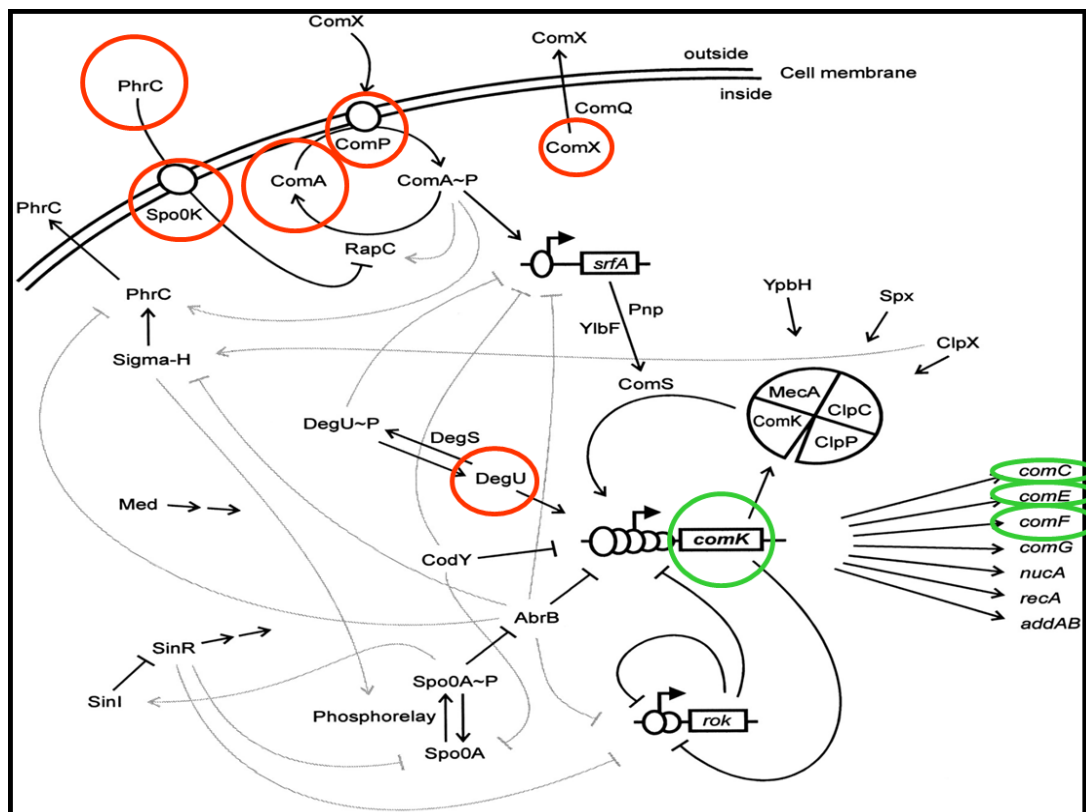 ComX
ComX
outside
Cell membrane
inside
PhrC
ComQ
ComP
ComX
ComA
ComA~P
Spo0K
PhrC
RapC
srfA
PhrC
YpbH
Spx
Pnp
YlbF
ClpX
Sigma-H
ComS
MecA
ClpC
ComK
ClpP
DegU~P
DegS
DegU
comC
comE
comF
comG
nucA
recA
addAB
Med
comK
CodY
AbrB
SinR
SinI
Spo0A~P
Phosphorelay
Spo0A
rok